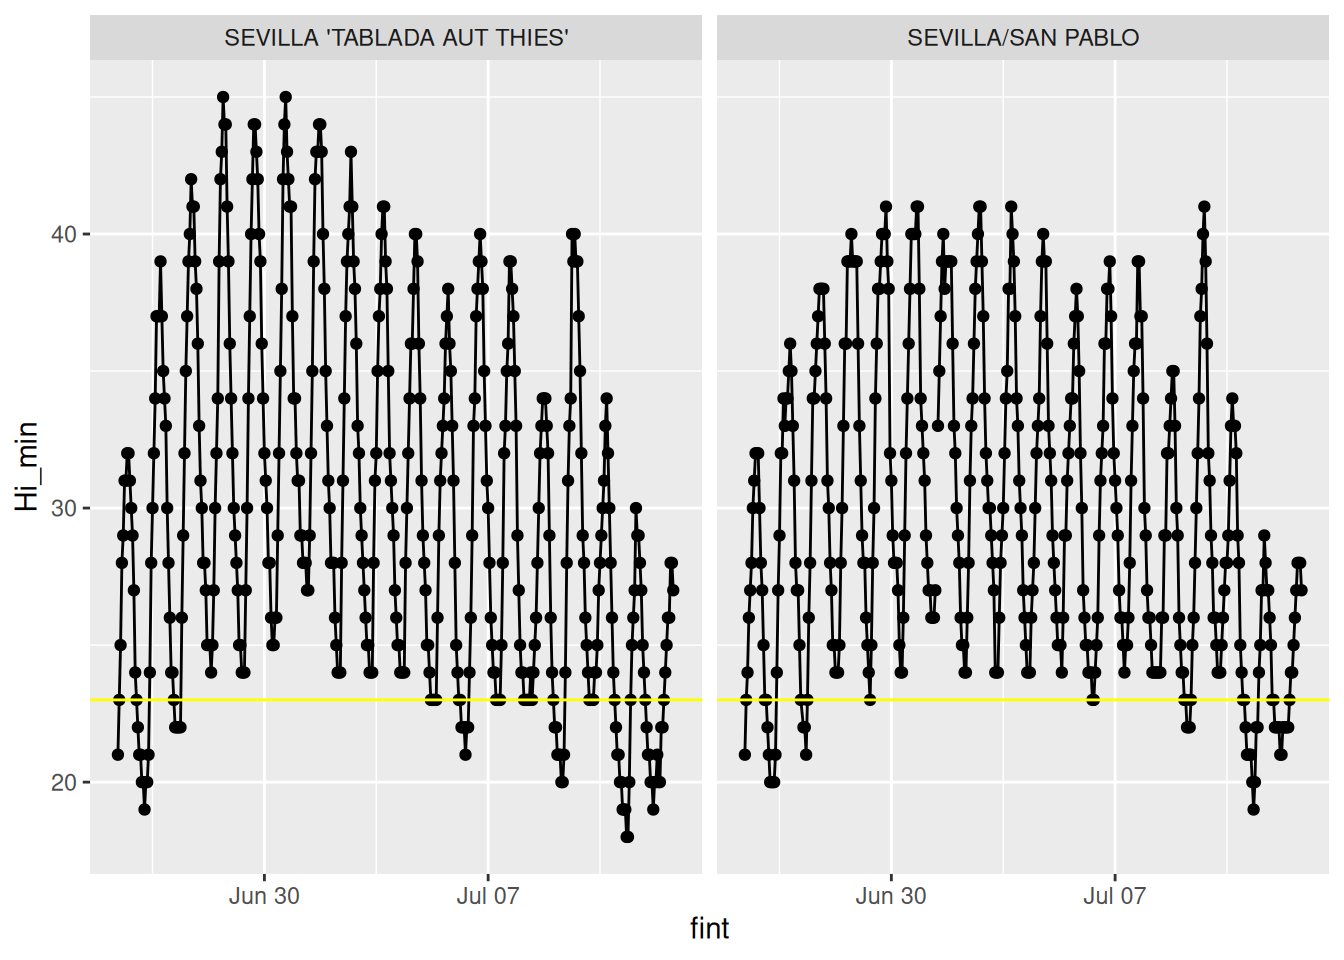 SEVILLA 'TABLADA AUT THIES'
SEVILLA/SAN PABLO
Hi_min
40
30
20
Jun 30
Jul 07
Jun 30
Jul 07
fint